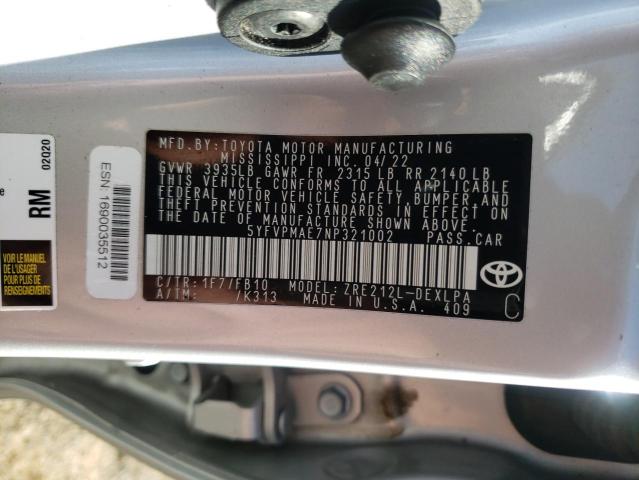 MFD.BY:TOYOTA MOTOR MANUFACTURING
MISSISSIPPI INC. 04/22
GVWR 3935LB GAWR FR 2315 LB RR 2140 LB
THIS VEHICLE CONFORMS TO ALL APPLICABLE
FEDERAL MOTOR VEHICLE SAFETY, BUMPER, AND
THEFT PREVENTION STANDARDS IN EFFECT ON
THE DATE OF MANUFACTURE SHOWN ABOVE.
5YFVPMAE7NP321002 PASS.CAR
C/TR: 1F7/FB10 MODEL: ZRE212L-DEXLPA
A/TM: /K313 MADE IN U.S.A. 409
C
ESN: 1690035512
RM
02020
VOIR LE MANUEL
DE L'USAGER
POUR PLUS DE
RENSEIGNEMENTS